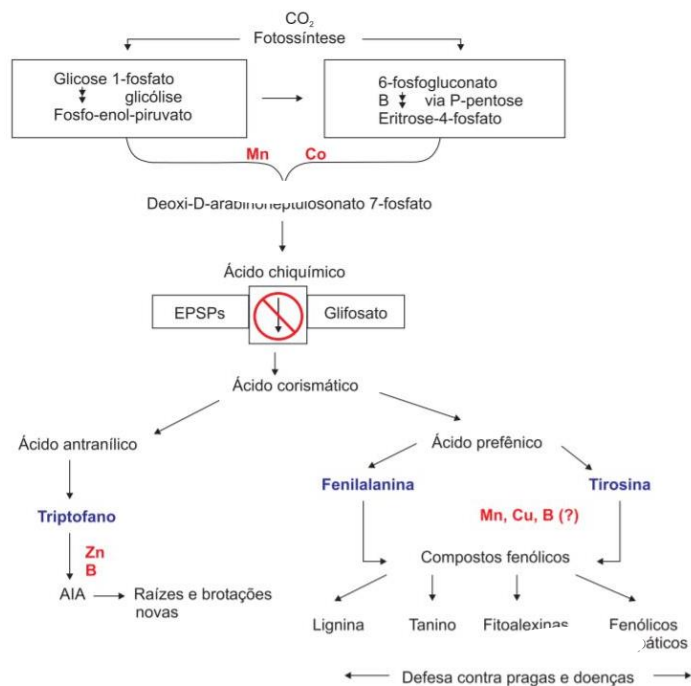 CO2
Fotossíntese
Glicose 1-fosfato
glicólise
Fosfo-enol-piruvato
6-fosfogluconato
B via P-pentose
Eritrose-4-fosfato
Mn Co
7-fosfato
Ácido chiquímico
EPSPs Glifosato
Ácido corismático
Ácido antranílico
Ácido prefênico
Fenilalanina Tirosina
Triptofano
Mn, Cu, B (?)
Zn
B
Compostos fenólicos
AIA Raízes e brotações
novas
Lignina Tanino Fitoalexinas Fenólicos
Defesa contra pragas e doenças